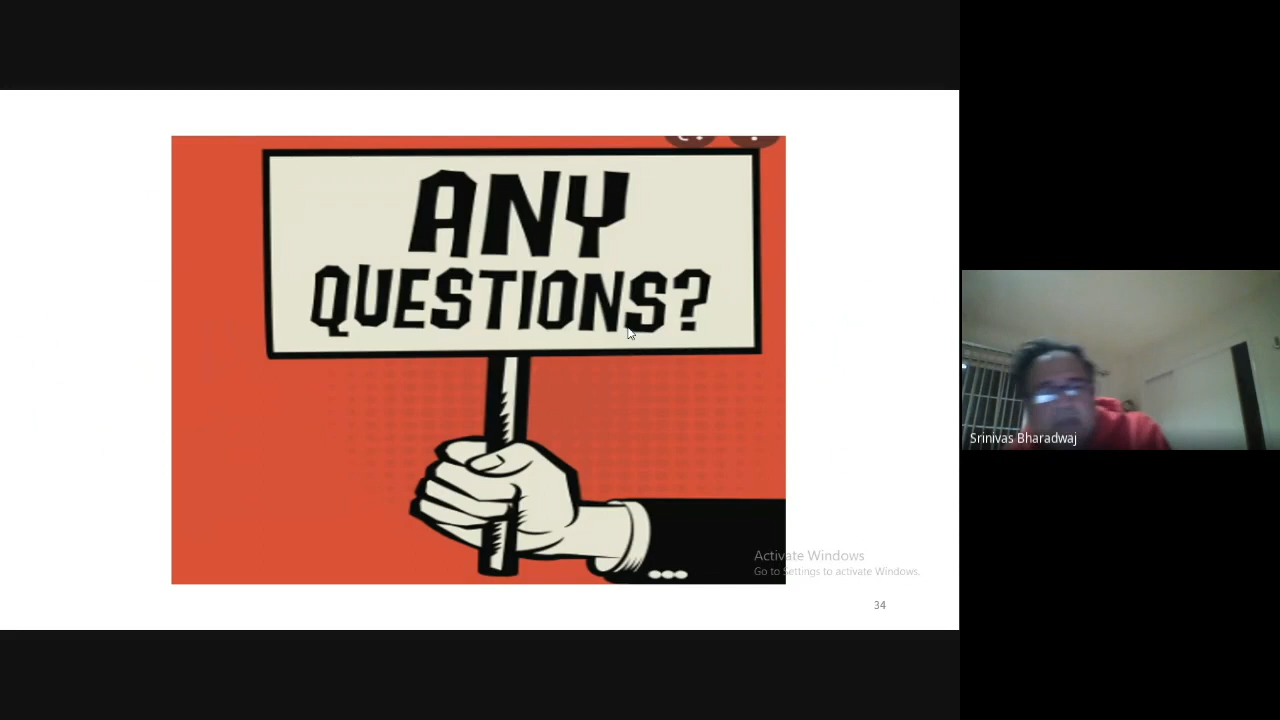 ANY
QUESTIONS?
Srinivas Bharadwaj
Activate Windows
Go to Settings to activate Windows.
34